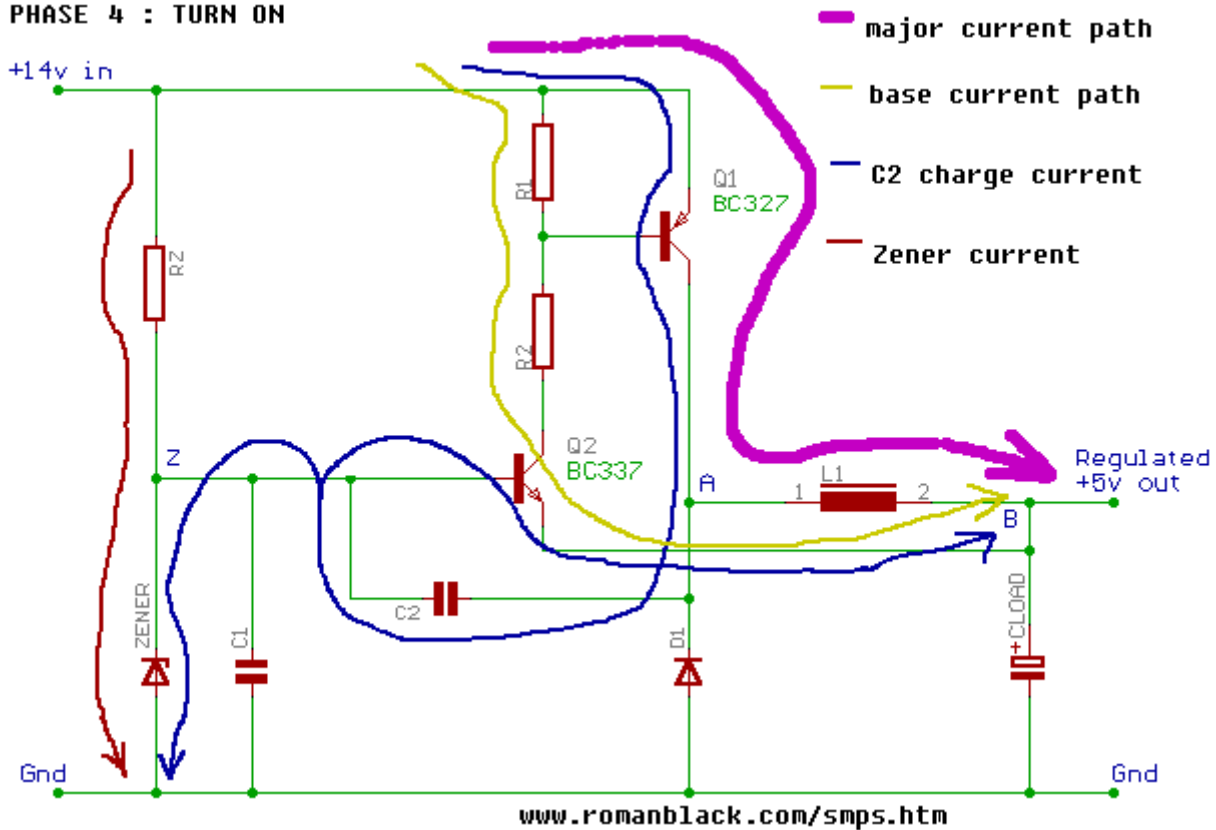 PHASE 4 : TURN ON
major current path
+14v in
base current path
C2 charge current
Zener current
R1
Q1
BC327
RZ
R2
Z
Q2
BC337
A
L1
1
2
Regulated
+5v out
B
ZENER
C1
C2
D1
+CLOAD
Gnd
Gnd
www.romanblack.com/smps.htm